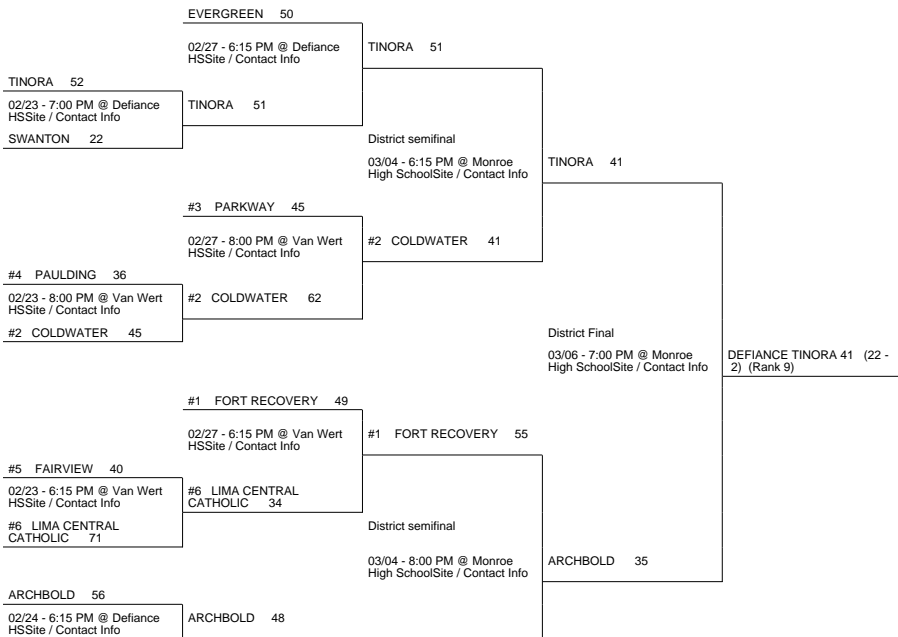 EVERGREEN 50
02/27 - 6:15 PM @ Defiance
HSSite / Contact Info
TINORA 51
TINORA 52
02/23 - 7:00 PM @ Defiance
HSSite / Contact Info
TINORA 51
SWANTON 22
District semifinal
03/04 - 6:15 PM @ Monroe
High SchoolSite / Contact Info
TINORA 41
#3 PARKWAY 45
02/27 - 8:00 PM @ Van Wert
HSSite / Contact Info
#2 COLDWATER 41
#4 PAULDING 36
02/23 - 8:00 PM @ Van Wert
HSSite / Contact Info
#2 COLDWATER 62
#2 COLDWATER 45
District Final
03/06 - 7:00 PM @ Monroe
High SchoolSite / Contact Info
DEFIANCE TINORA 41 (22 -
2) (Rank 9)
#1 FORT RECOVERY 49
02/27 - 6:15 PM @ Van Wert
HSSite / Contact Info
#1 FORT RECOVERY 55
#5 FAIRVIEW 40
02/23 - 6:15 PM @ Van Wert
HSSite / Contact Info
#6 LIMA CENTRAL
CATHOLIC 34
#6 LIMA CENTRAL
CATHOLIC 71
District semifinal
03/04 - 8:00 PM @ Monroe
High SchoolSite / Contact Info
ARCHBOLD 35
ARCHBOLD 56
02/24 - 6:15 PM @ Defiance
HSSite / Contact Info
ARCHBOLD 48